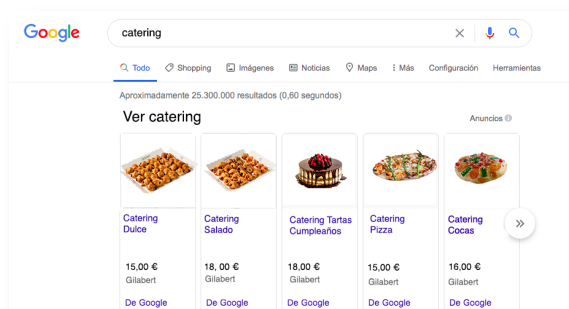 Google
catering
Todo Shopping Imágenes Noticias Maps Más Configuración Herramientas
Aproximadamente 25.300.000 resultados (0,60 segundos)
Ver catering
Anuncios
Catering
Dulce
15,00 €
Gilabert
De Google
Catering
Salado
18, 00 €
Gilabert
De Google
Catering Tartas
Cumpleaños
18,00 €
Gilabert
De Google
Catering
Pizza
15,00 €
Gilabert
De Google
Catering
Cocas
16,00 €
Gilabert
De Google